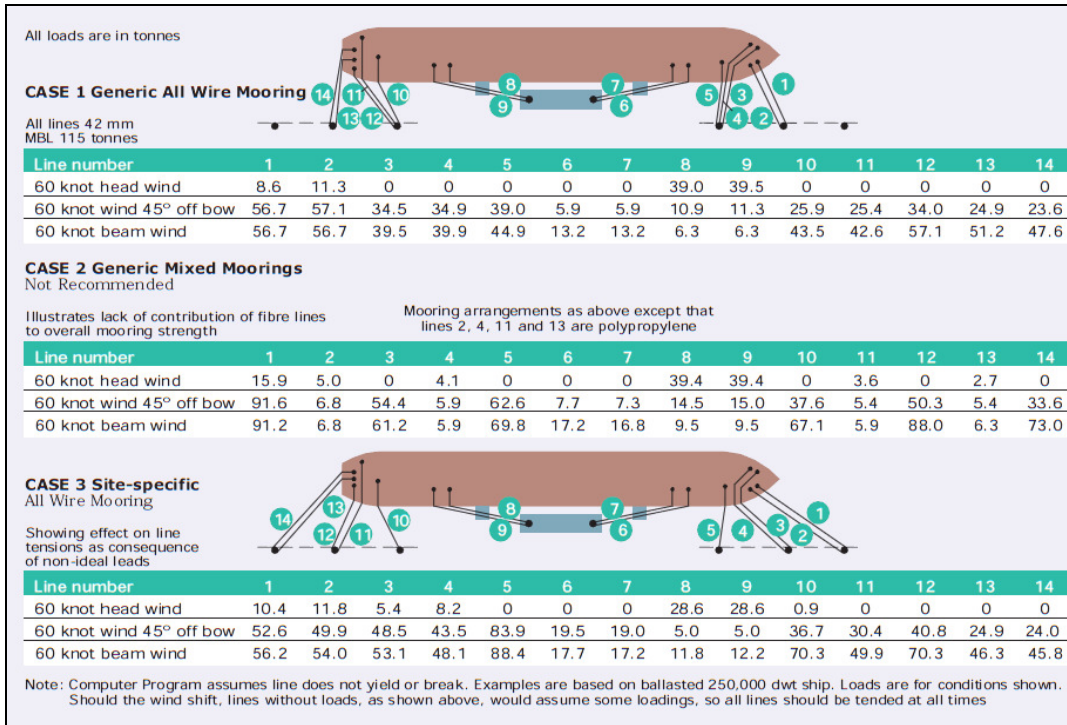 All loads are in tonnes
CASE 1 Generic All Wire Mooring
All lines 42 mm
MBL 115 tonnes
14 11 10 8 7 5 3 1
13 12 9 6 4 2
Line number 1 2 3 4 5 6 7 8 9 10 11 12 13 14
60 knot head wind 8.6 11.3 0 0 0 0 0 39.0 39.5 0 0 0 0 0
60 knot wind 45º off bow 56.7 57.1 34.5 34.9 39.0 5.9 5.9 10.9 11.3 25.9 25.4 34.0 24.9 23.6
60 knot beam wind 56.7 56.7 39.5 39.9 44.9 13.2 13.2 6.3 6.3 43.5 42.6 57.1 51.2 47.6
CASE 2 Generic Mixed Moorings
Not Recommended
Illustrates lack of contribution of fibre lines
to overall mooring strength
Mooring arrangements as above except that
lines 2, 4, 11 and 13 are polypropylene
Line number 1 2 3 4 5 6 7 8 9 10 11 12 13 14
60 knot head wind 15.9 5.0 0 4.1 0 0 0 39.4 39.4 0 3.6 0 2.7 0
60 knot wind 45º off bow 91.6 6.8 54.4 5.9 62.6 7.7 7.3 14.5 15.0 37.6 5.4 50.3 5.4 33.6
60 knot beam wind 91.2 6.8 61.2 5.9 69.8 17.2 16.8 9.5 9.5 67.1 5.9 88.0 6.3 73.0
CASE 3 Site-specific
All Wire Mooring
Showing effect on line
tensions as consequence
of non-ideal leads
14 13 10 8 7 5 4 3 1
12 11 9 6 2
Line number 1 2 3 4 5 6 7 8 9 10 11 12 13 14
60 knot head wind 10.4 11.8 5.4 8.2 0 0 0 28.6 28.6 0.9 0 0 0 0
60 knot wind 45º off bow 52.6 49.9 48.5 43.5 83.9 19.5 19.0 5.0 5.0 36.7 30.4 40.8 24.9 24.0
60 knot beam wind 56.2 54.0 53.1 48.1 88.4 17.7 17.2 11.8 12.2 70.3 49.9 70.3 46.3 45.8
Note: Computer Program assumes line does not yield or break. Examples are based on ballasted 250,000 dwt ship. Loads are for conditions shown.
Should the wind shift, lines without loads, as shown above, would assume some loadings, so all lines should be tended at all times